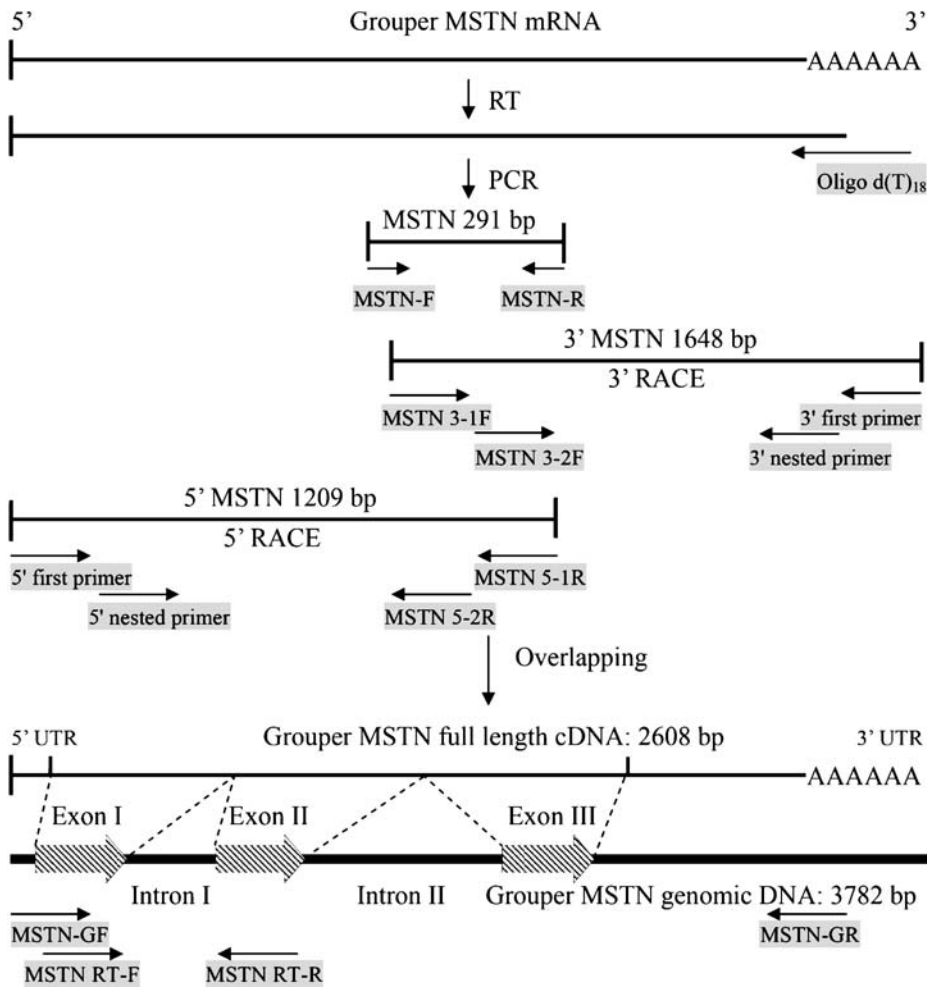 5’ Grouper MSTN mRNA 3’
AAAAAA
RT
Oligo d(T)18
PCR
MSTN 291 bp
MSTN-F MSTN-R
3’ MSTN 1648 bp
3’ RACE
MSTN 3-1F 3' first primer
MSTN 3-2F 3' nested primer
5’ MSTN 1209 bp
5’ RACE
5' first primer MSTN 5-1R
5' nested primer MSTN 5-2R
Overlapping
5’ UTR Grouper MSTN full length cDNA: 2608 bp 3’ UTR
AAAAAA
Exon I Exon II Exon III
Intron I Intron II Grouper MSTN genomic DNA: 3782 bp
MSTN-GF MSTN-GR
MSTN RT-F MSTN RT-R